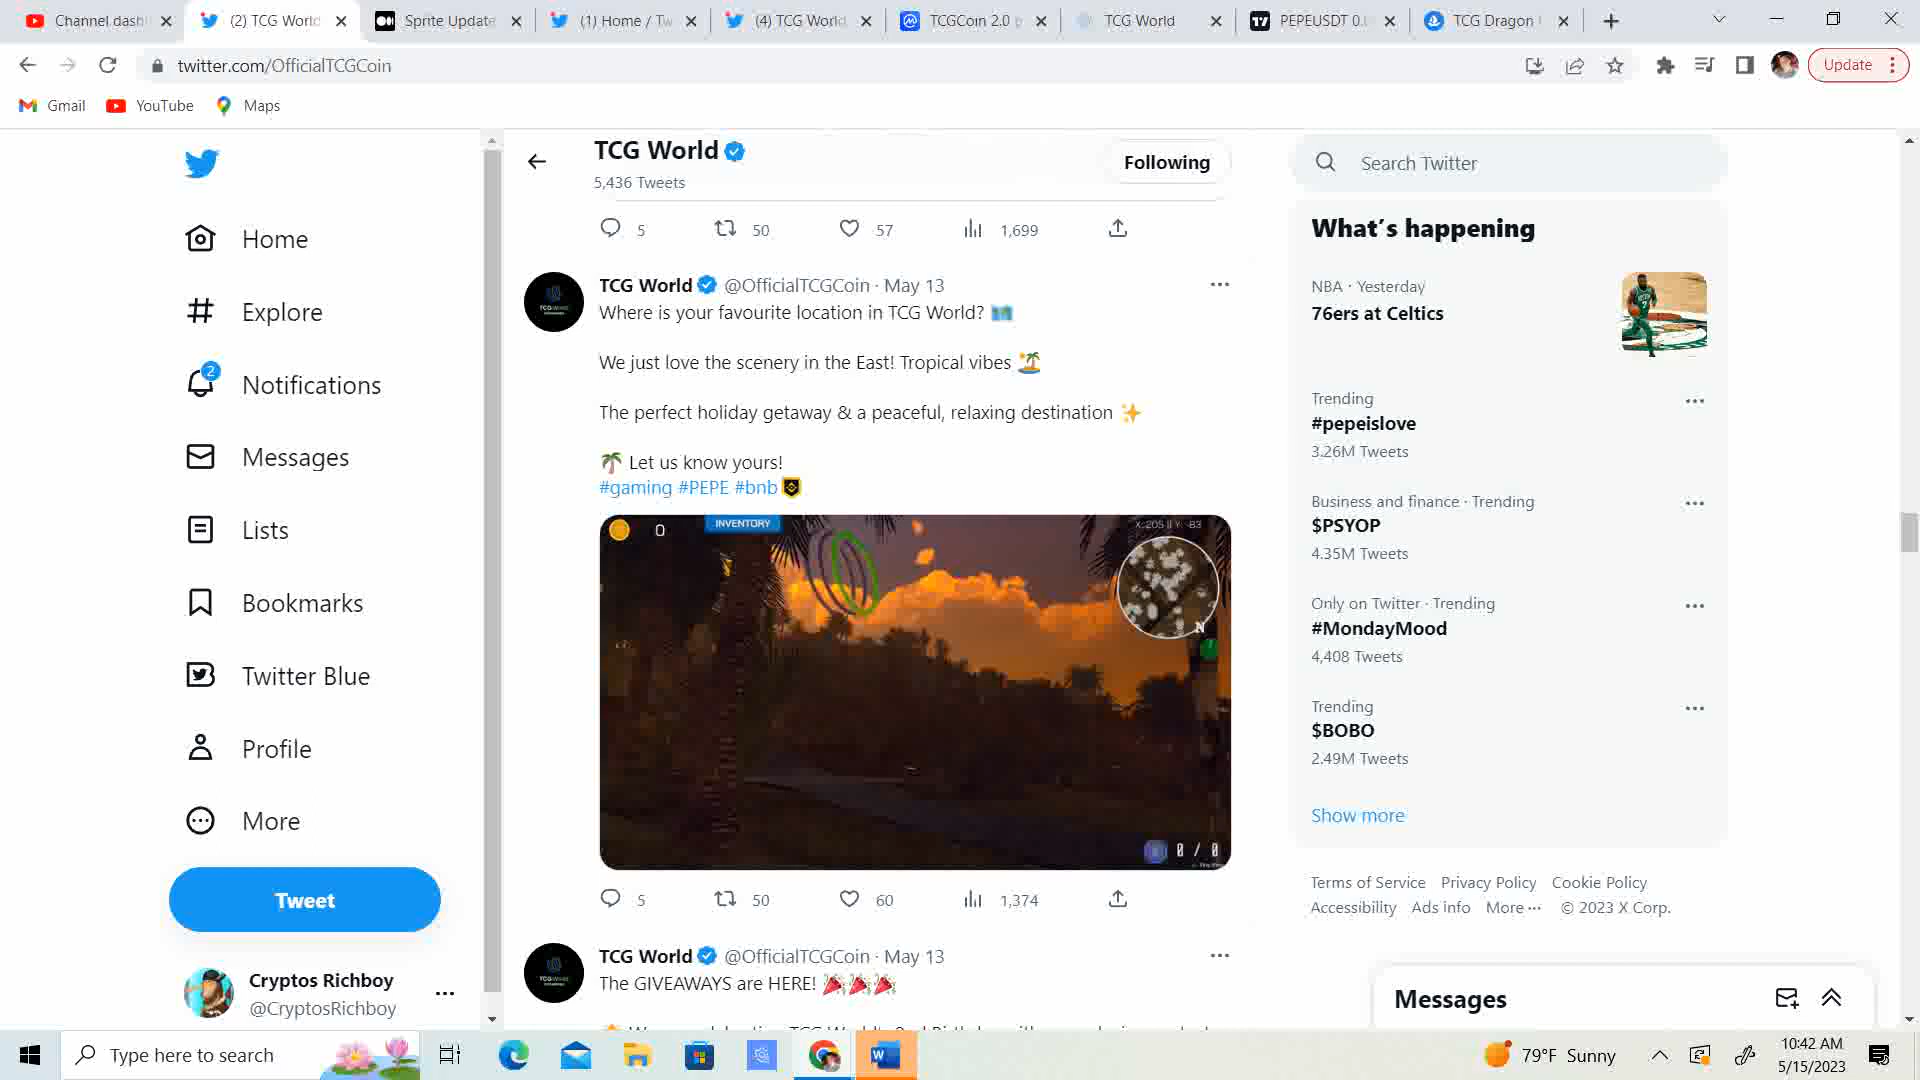 Channel dash
(2) TCG World
Sprite Update
(1) Home / Tw
(4) TCG World
TCGCoin 2.0 p
TCG World
PEPEUSDT 0.0
TCG Dragon
twitter.com/OfficialTCGCoin
Update
Gmail
YouTube
Maps
TCG World
5,436 Tweets
Following
5
50
57
1,699
TCG World @OfficialTCGCoin · May 13
Where is your favourite location in TCG World? 🗺️
We just love the scenery in the East! Tropical vibes 🏝️
The perfect holiday getaway & a peaceful, relaxing destination ✨
🌴 Let us know yours!
#gaming #PEPE #bnb
0
INVENTORY
X: 205 || Y: -83
N
0 / 0
5
50
60
1,374
TCG World @OfficialTCGCoin · May 13
The GIVEAWAYS are HERE! 🎉🎉🎉
Home
Explore
2
Notifications
Messages
Lists
Bookmarks
Twitter Blue
Profile
More
Tweet
Cryptos Richboy
@CryptosRichboy
Search Twitter
What's happening
NBA · Yesterday
76ers at Celtics
Trending
#pepeislove
3.26M Tweets
Business and finance · Trending
$PSYOP
4.35M Tweets
Only on Twitter · Trending
#MondayMood
4,408 Tweets
Trending
$BOBO
2.49M Tweets
Show more
Terms of Service Privacy Policy Cookie Policy
Accessibility Ads info More ··· © 2023 X Corp.
Messages
Type here to search
79°F Sunny
10:42 AM
5/15/2023